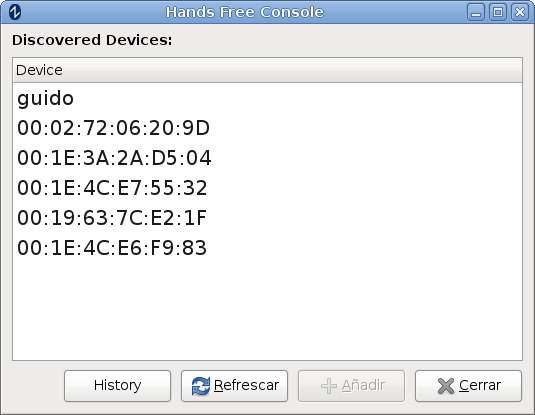 Hands Free Console
Discovered Devices:
Device
guido
00:02:72:06:20:9D
00:1E:3A:2A:D5:04
00:1E:4C:E7:55:32
00:19:63:7C:E2:1F
00:1E:4C:E6:F9:83
History Refrescar Añadir Cerrar